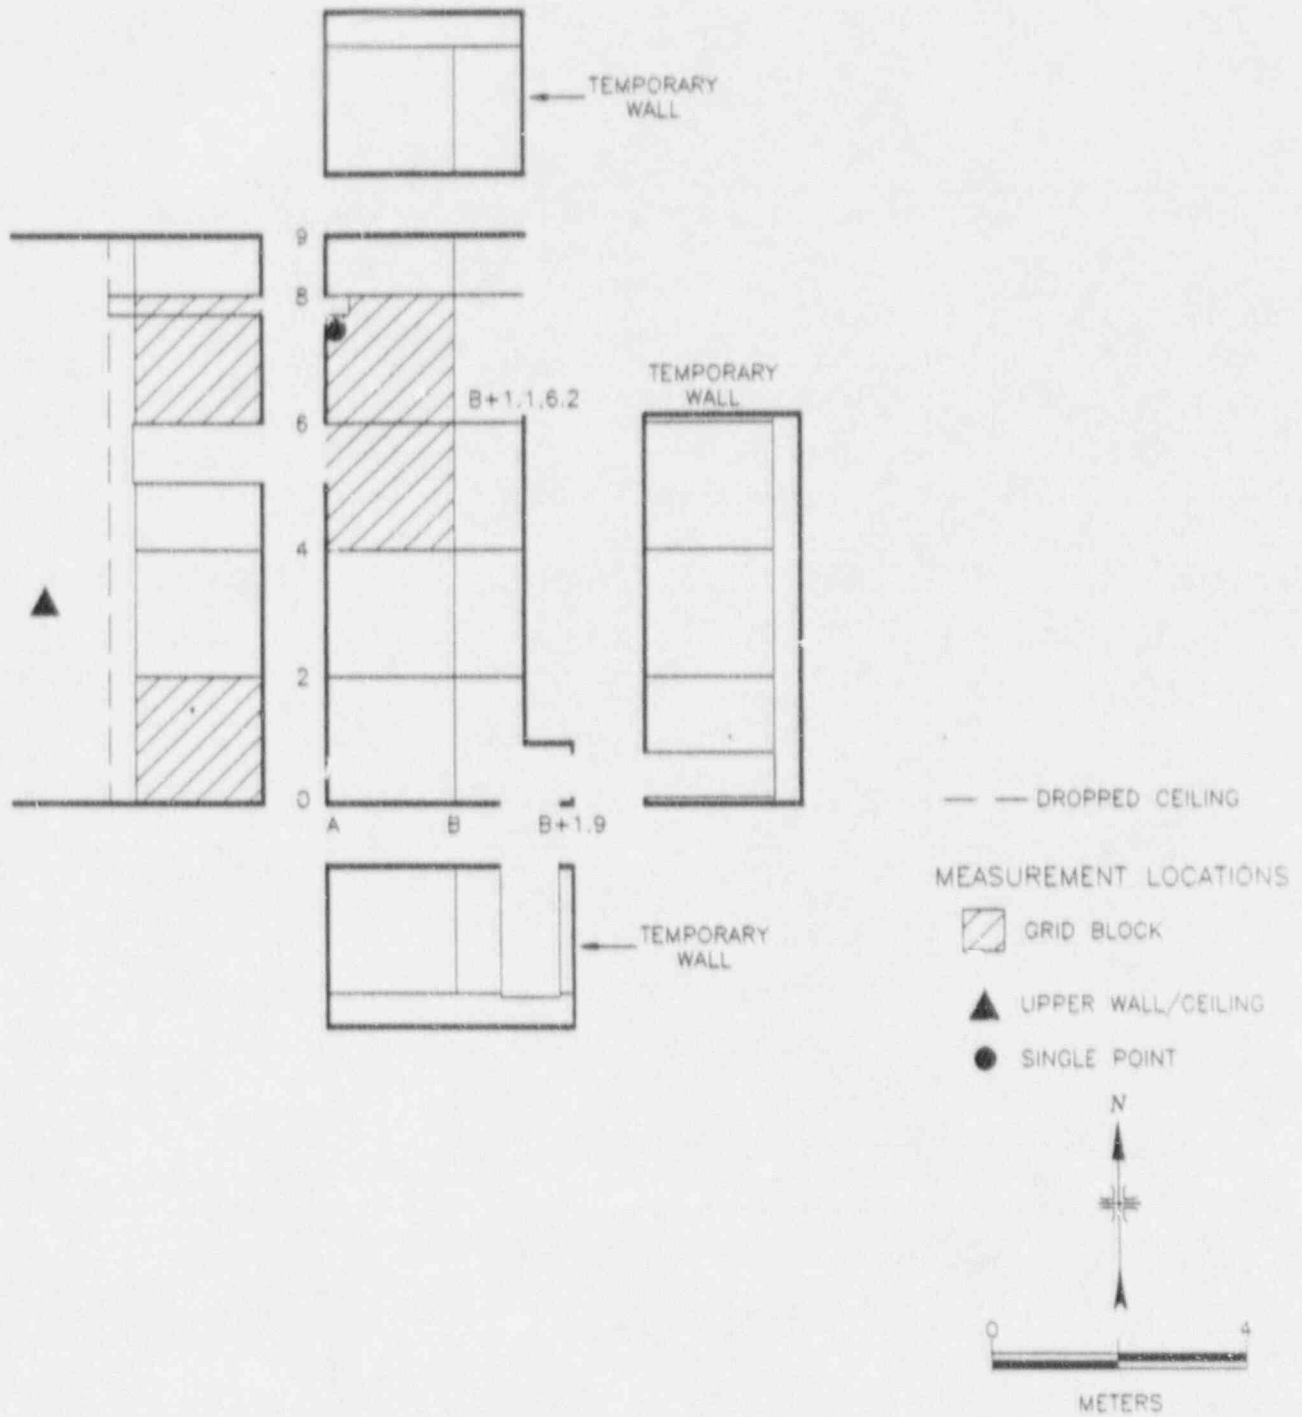 TEMPORARY
WALL
9
8
TEMPORARY
WALL
B+1.1,6.2
6
4
2
0
A B B+1.9
— — DROPPED CEILING
MEASUREMENT LOCATIONS
GRID BLOCK
TEMPORARY
WALL
UPPER WALL/CEILING
SINGLE POINT
N
0 4
METERS